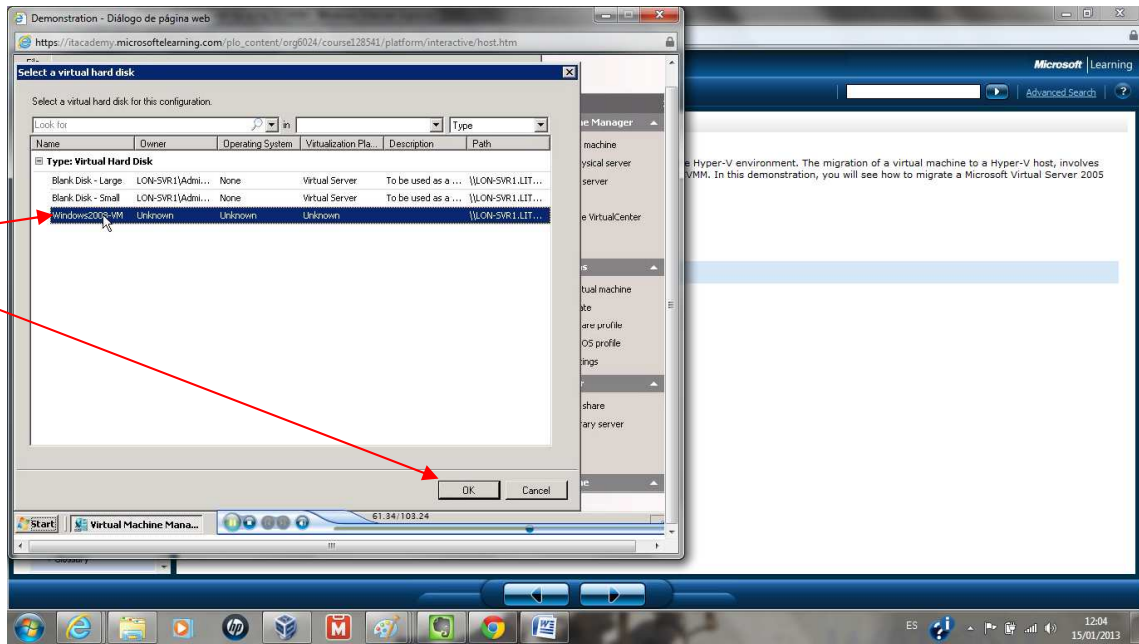 Demonstration - Diálogo de página web
https://itacademy.microsoftelearning.com/plo_content/org6024/course128541/platform/interactive/host.htm
Select a virtual hard disk
Select a virtual hard disk for this configuration.
Look for in Type
Name Owner Operating System Virtualization Pla... Description Path
Type: Virtual Hard Disk
Blank Disk - Large LON-SVR1\Admi... None Virtual Server To be used as a ... \\LON-SVR1.LIT...
Blank Disk - Small LON-SVR1\Admi... None Virtual Server To be used as a ... \\LON-SVR1.LIT...
Windows2008-VM Unknown Unknown Unknown \\LON-SVR1.LIT...
OK Cancel
Start Virtual Machine Mana... 61.34/103.24
e Manager
machine
ysical server
server
e VirtualCenter
s
tual machine
ate
are profile
OS profile
tings
r
share
ary server
ne
Microsoft Learning
Advanced Search ?
e Hyper-V environment. The migration of a virtual machine to a Hyper-V host, involves
VMM. In this demonstration, you will see how to migrate a Microsoft Virtual Server 2005
Glossary
ES 12:04
15/01/2013